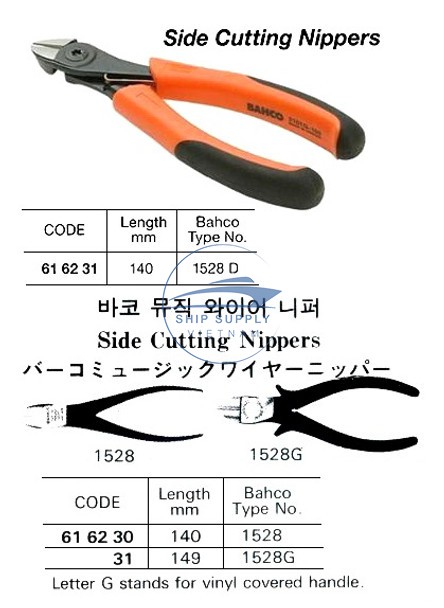 Side Cutting Nippers
BAHCO
CODE Length mm Bahco Type No.
61 62 31 140 1528 D
SHIP SUPPLY
VIETNAM
바코 뮤직 와이어 니퍼
Side Cutting Nippers
バーコミュージックワイヤーニッパー
1528 1528G
CODE Length mm Bahco Type No.
61 62 30 140 1528
31 149 1528G
Letter G stands for vinyl covered handle.